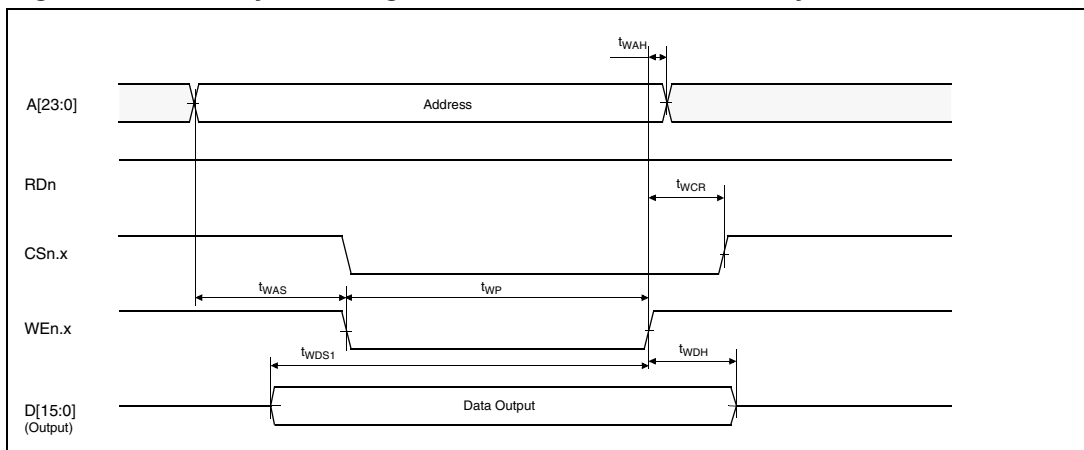 tWAH
A[23:0]
Address
RDn
tWCR
CSn.x
tWAS
tWP
WEn.x
tWDS1
tWDH
D[15:0]
(Output)
Data Output